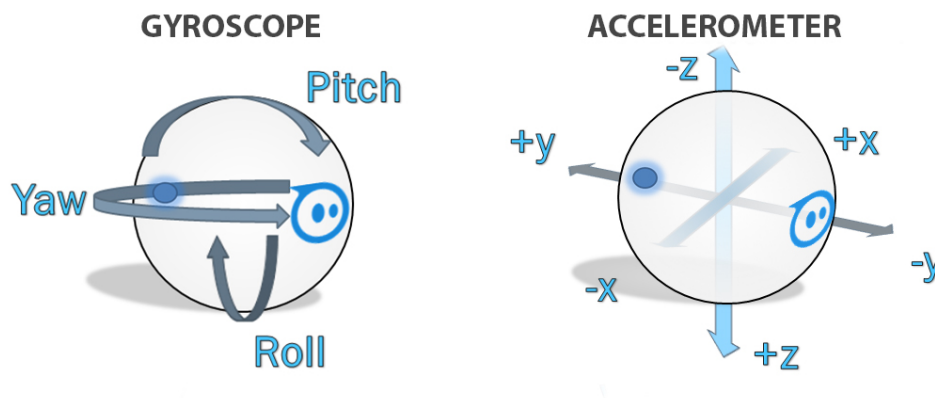 GYROSCOPE
Pitch
Yaw
Roll
ACCELEROMETER
-z
+y
+x
-y
-x
+z